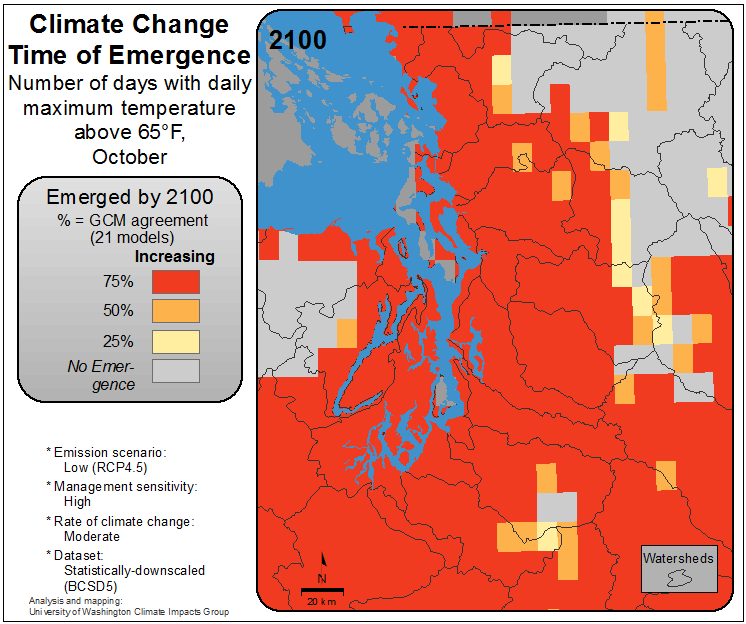 Climate Change
Time of Emergence
Number of days with daily
maximum temperature
above 65°F,
October
Emerged by 2100
% = GCM agreement
(21 models)
Increasing
75%
50%
25%
No Emer-
gence
* Emission scenario:
Low (RCP4.5)
* Management sensitivity:
High
* Rate of climate change:
Moderate
* Dataset:
Statistically-downscaled
(BCSD5)
Analysis and mapping:
University of Washington Climate Impacts Group
2100
N
20 km
Watersheds